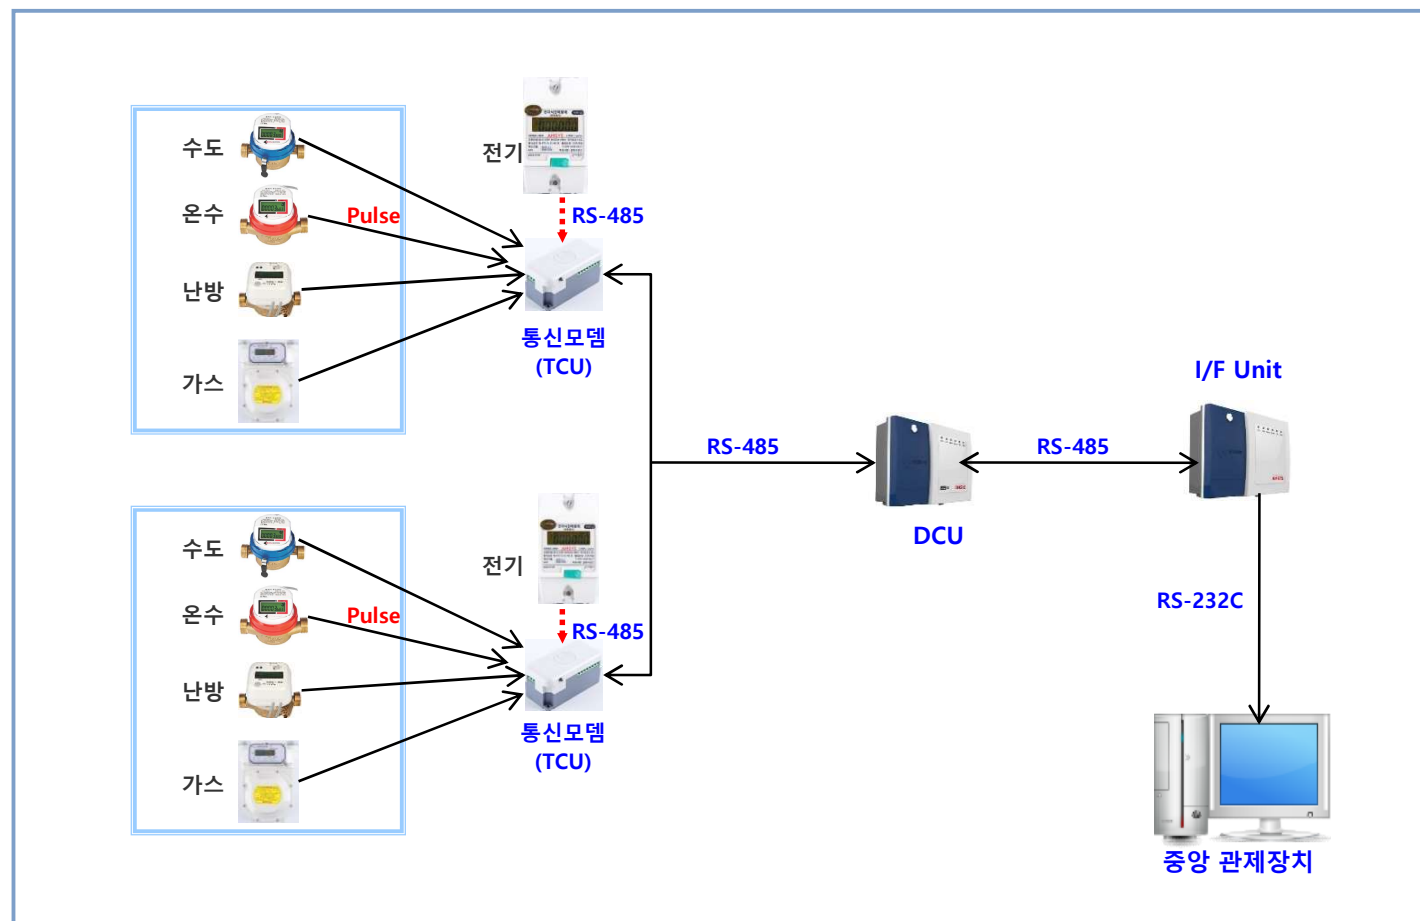 수도
온수
난방
가스
Pulse
전기
RS-485
통신모뎀
(TCU)
수도
온수
난방
가스
Pulse
전기
RS-485
통신모뎀
(TCU)
RS-485
DCU
RS-485
I/F Unit
RS-232C
중앙 관제장치